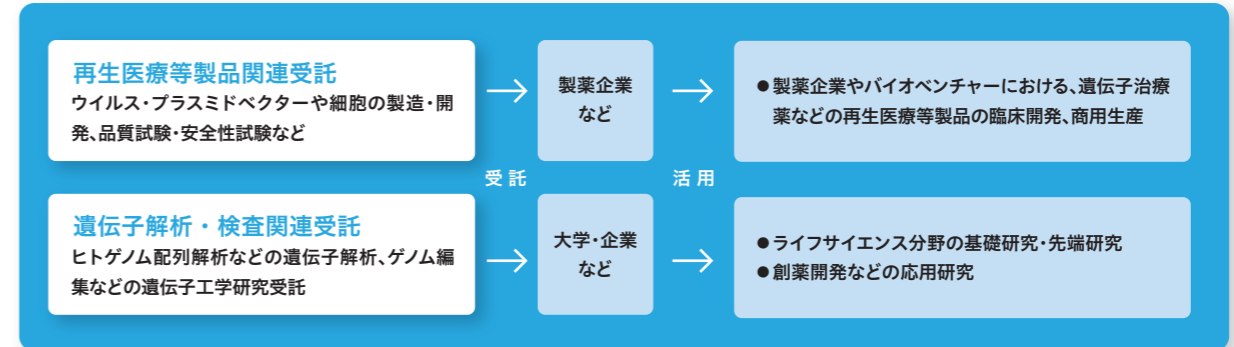 再生医療等製品関連受託
ウイルス・プラスミドベクターや細胞の製造・開
発、品質試験・安全性試験など
製薬企業
など
●製薬企業やバイオベンチャーにおける、遺伝子治療
薬などの再生医療等製品の臨床開発、商用生産
受託
活用
遺伝子解析・検査関連受託
ヒトゲノム配列解析などの遺伝子解析、ゲノム編
集などの遺伝子工学研究受託
大学・企業
など
●ライフサイエンス分野の基礎研究・先端研究
●創薬開発などの応用研究